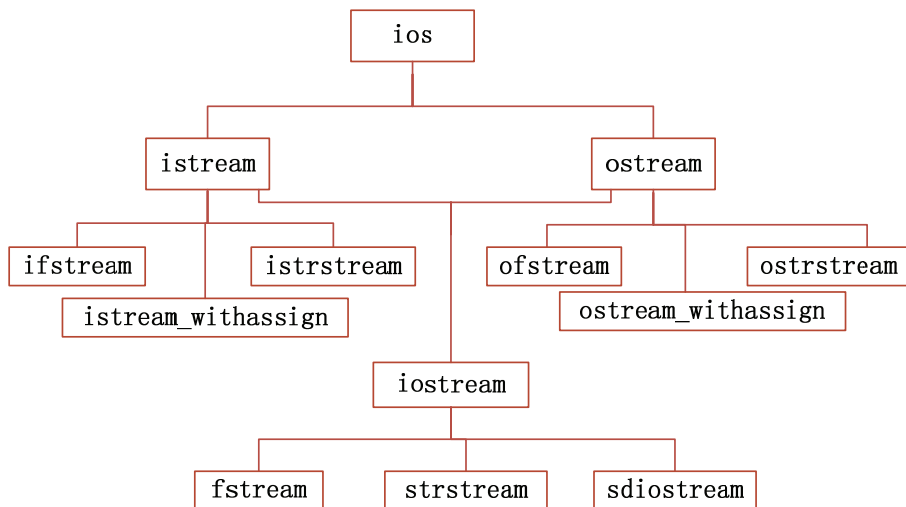 ios
istream
ostream
ifstream
istrstream
ofstream
ostrstream
istream_withassign
ostream_withassign
iostream
fstream
strstream
sdiostream